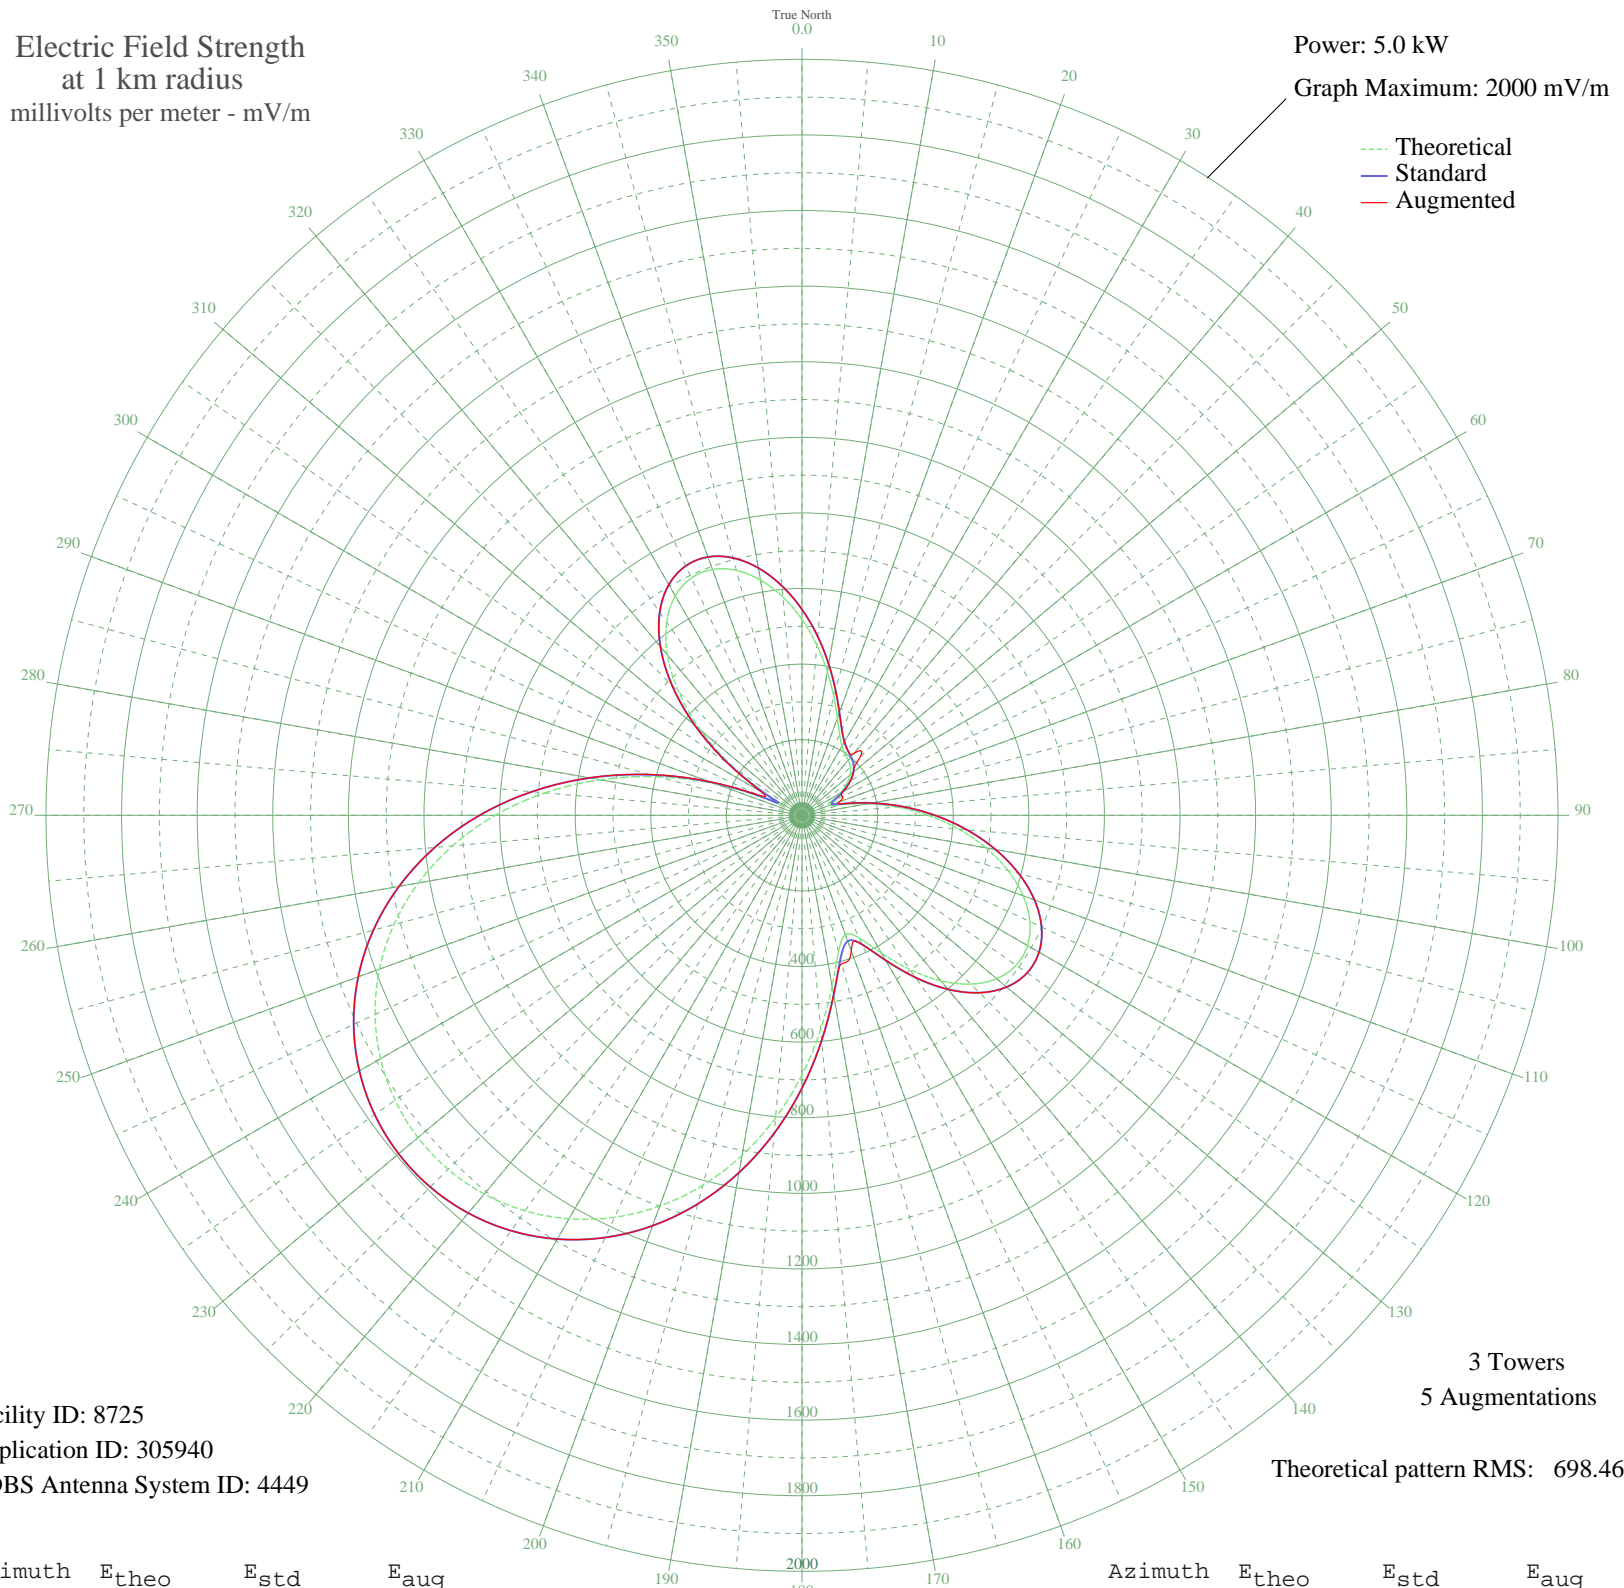 True North
0.0
Electric Field Strength
at 1 km radius
millivolts per meter - mV/m
Power: 5.0 kW
Graph Maximum: 2000 mV/m
Theoretical
Standard
Augmented
10
20
30
40
50
60
70
80
90
100
110
120
130
140
150
160
170
190
200
210
220
230
240
250
260
270
280
290
300
310
320
330
340
350
400
600
800
1000
1200
1400
1600
1800
2000
3 Towers
5 Augmentations
Theoretical pattern RMS: 698.46
cility ID: 8725
plication ID: 305940
DBS Antenna System ID: 4449
imuth Etheo Estd Eaug
Azimuth Etheo Estd Eaug